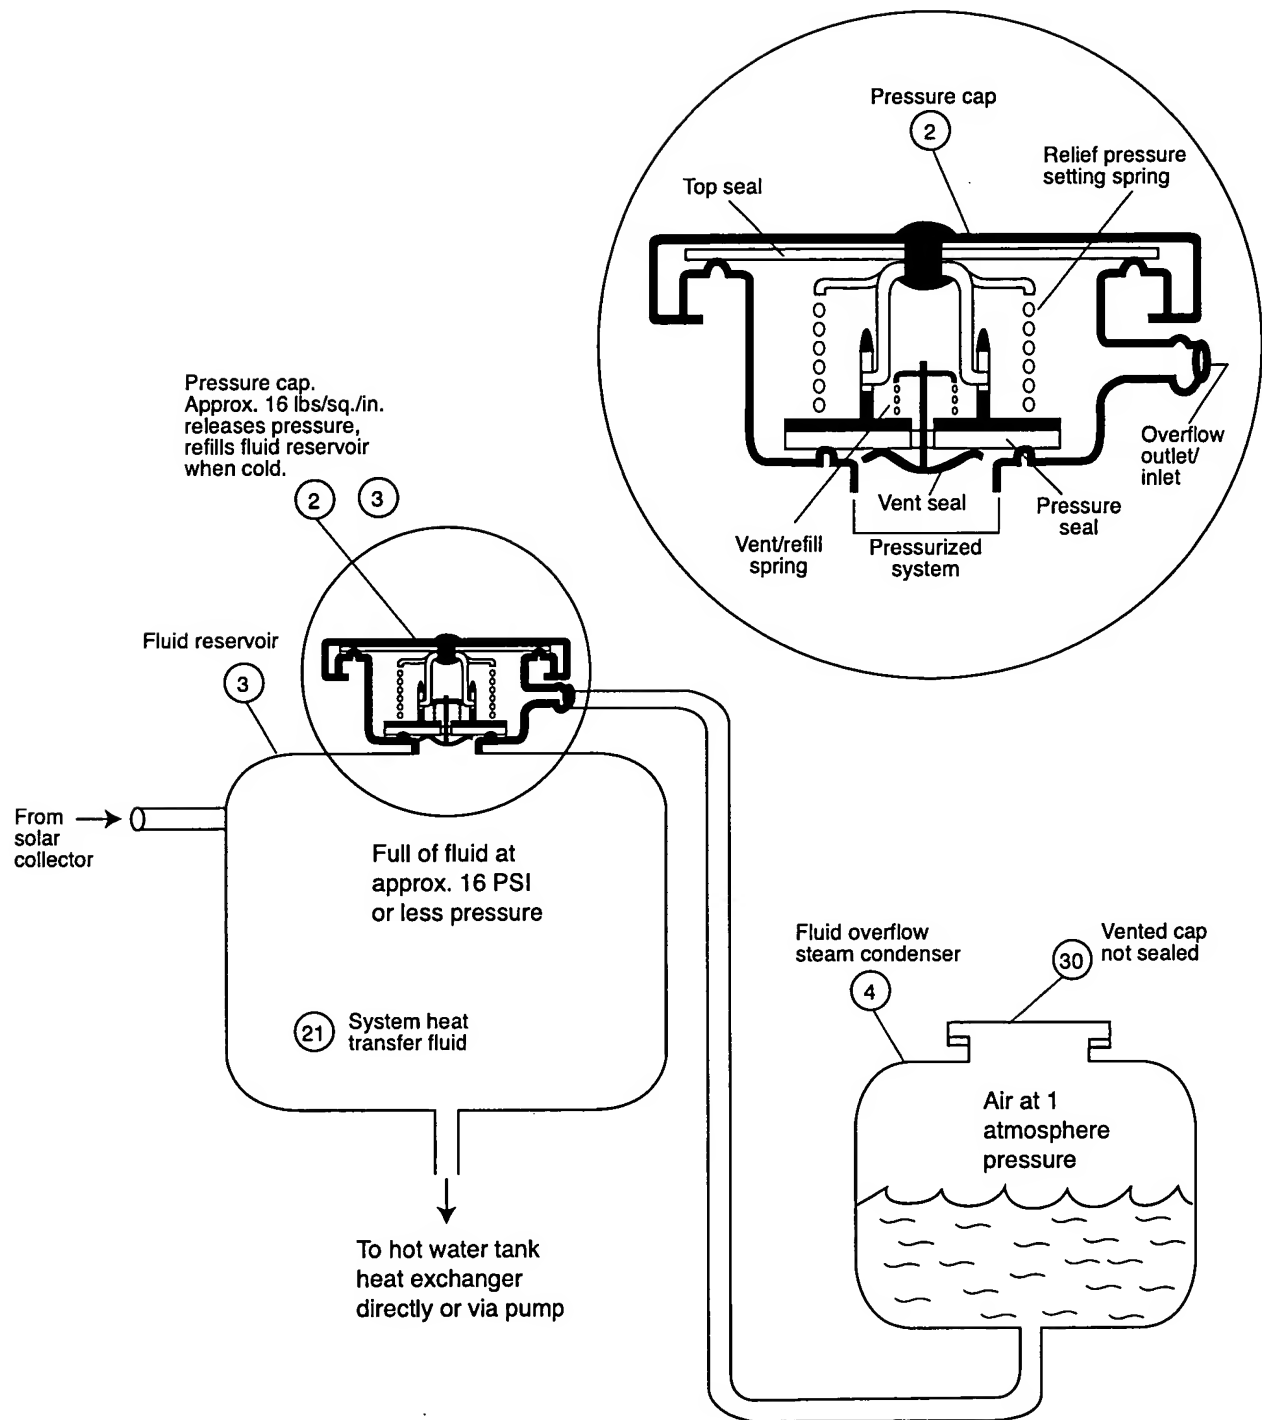 Pressure cap
2
Relief pressure
setting spring
Top seal
Overflow
outlet/
inlet
Vent seal
Pressure
seal
Vent/refill
spring
Pressurized
system
Pressure cap.
Approx. 16 lbs/sq./in.
releases pressure,
refills fluid reservoir
when cold.
2
3
Fluid reservoir
3
From
solar
collector
Full of fluid at
approx. 16 PSI
or less pressure
21
System heat
transfer fluid
To hot water tank
heat exchanger
directly or via pump
Fluid overflow
steam condenser
4
Vented cap
not sealed
30
Air at 1
atmosphere
pressure